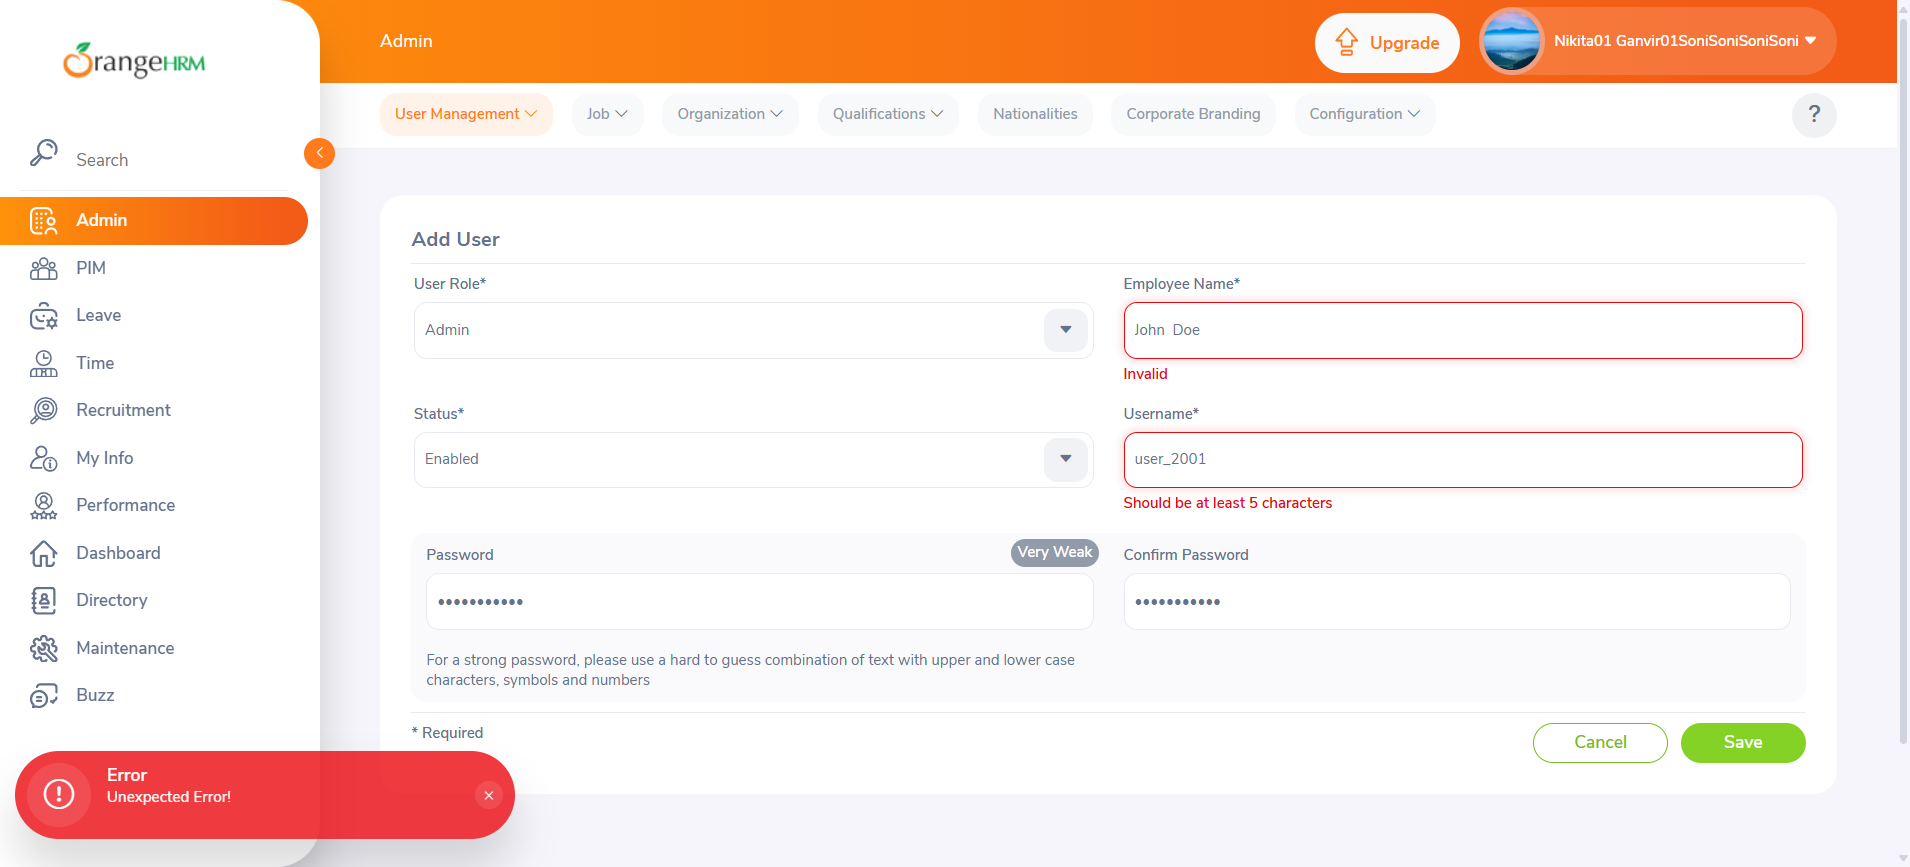 OrangeHRM
Admin
Upgrade
Nikita01 Ganvir01SoniSoniSoniSoni
User Management
Job
Organization
Qualifications
Nationalities
Corporate Branding
Configuration
?
Search
Admin
PIM
Leave
Time
Recruitment
My Info
Performance
Dashboard
Directory
Maintenance
Buzz
Add User
User Role*
Admin
Employee Name*
John  Doe
Invalid
Status*
Enabled
Username*
user_2001
Should be at least 5 characters
Password
Very Weak
•••••••••••
Confirm Password
•••••••••••
For a strong password, please use a hard to guess combination of text with upper and lower case
characters, symbols and numbers
* Required
Cancel
Save
Error
Unexpected Error!